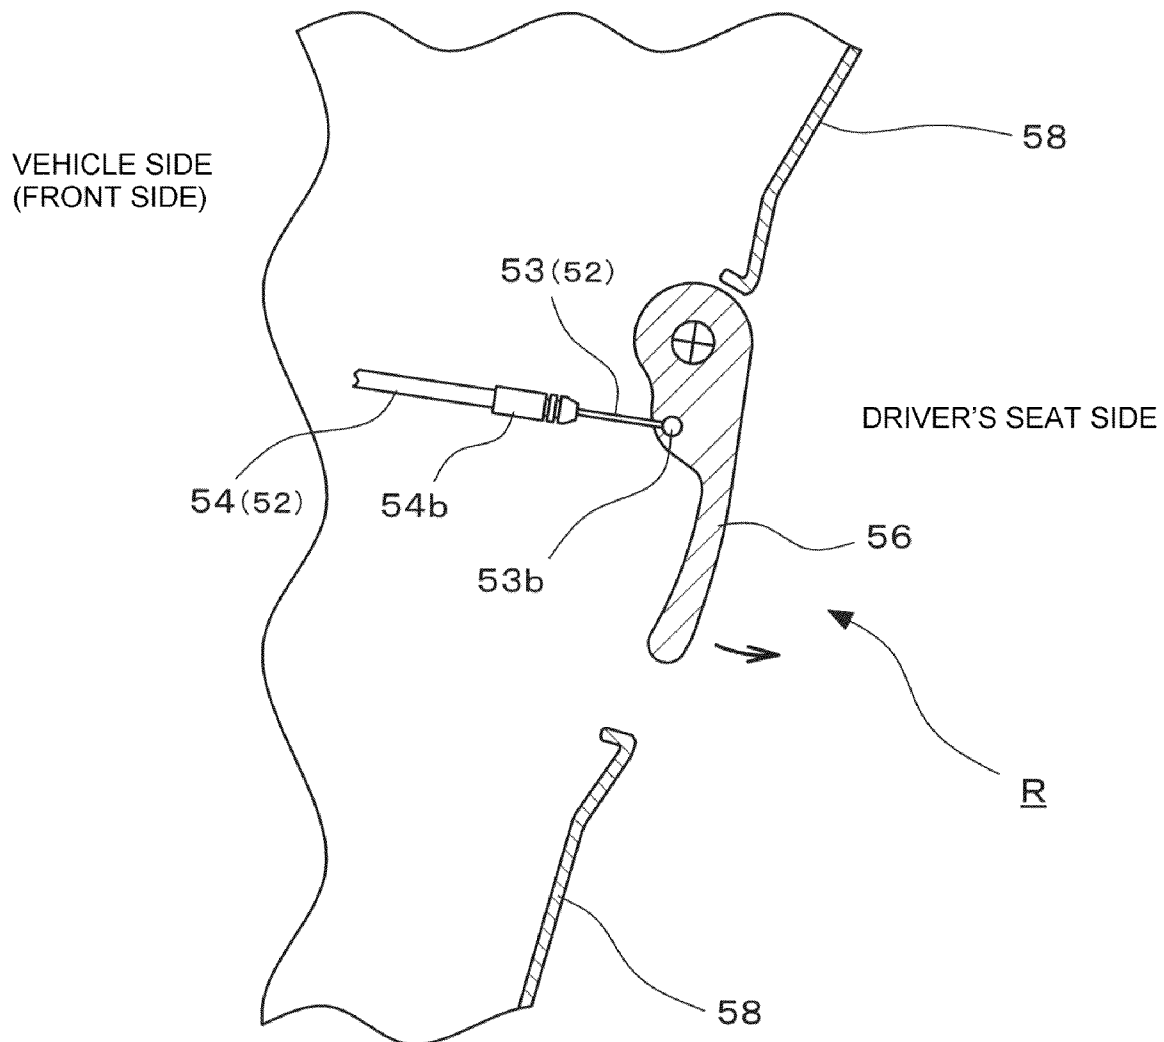 58
VEHICLE SIDE
(FRONT SIDE)
53(52)
DRIVER'S SEAT SIDE
54(52)
54b
56
53b
R
58